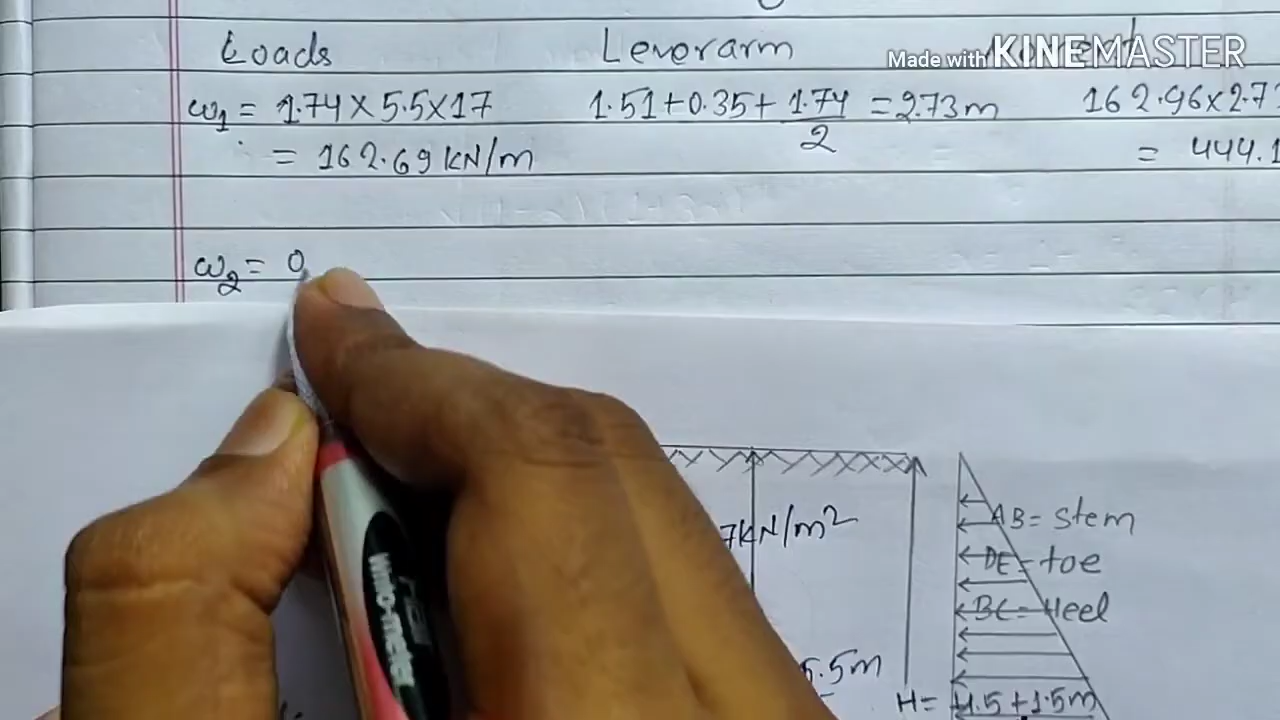 Loads Leverarm Moment
Made with KINEMASTER
w1 = 1.74 × 5.5 × 17 1.51 + 0.35 + 1.74/2 = 2.73 m 162.96 × 2.7
= 162.69 KN/m = 444.1
w2 = 0
7KN/m²
AB = Stem
DE = toe
BC = Heel
5.5m
H = 4.5 + 1.5m